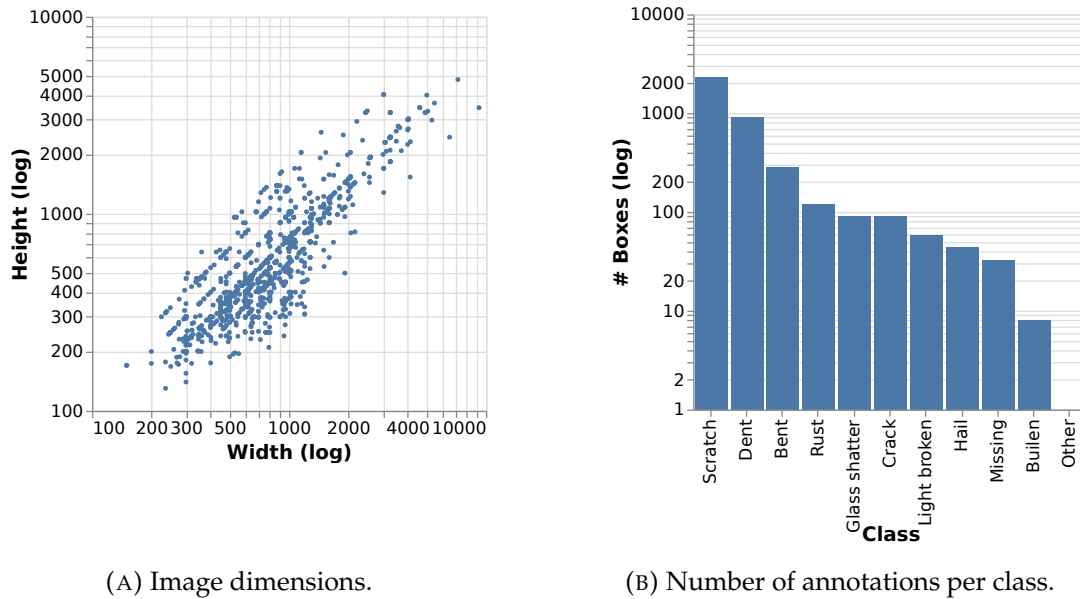 10000
5000
4000
3000
2000
1000
500
400
300
200
100
Height (log)
100 200 300 500 1000 2000 4000 10000
Width (log)
(A) Image dimensions.
10000
2000
1000
200
100
20
10
2
1
# Boxes (log)
Scratch
Dent
Bent
Rust
Glass shatter
Crack
Light broken
Hail
Missing
Builen
Other
Class
(B) Number of annotations per class.